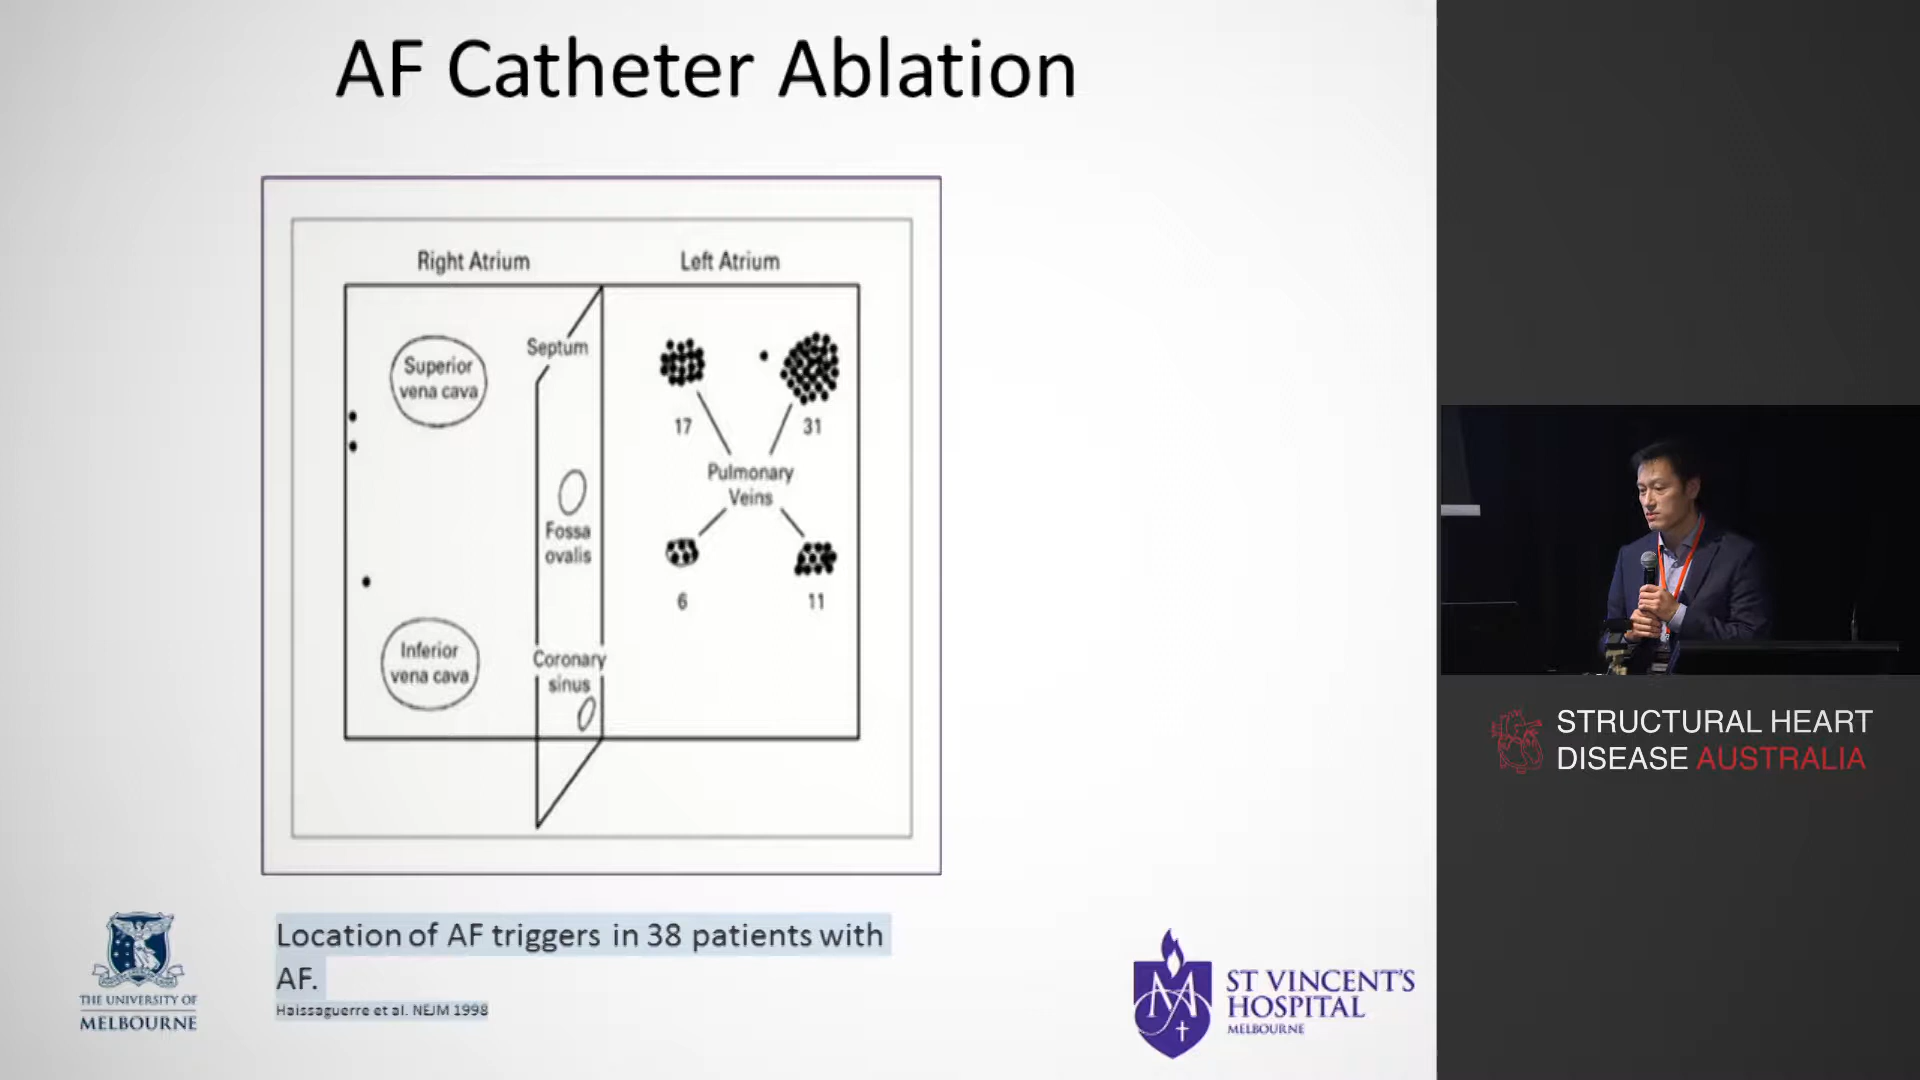 AF Catheter Ablation
Right Atrium
Left Atrium
Superior
vena cava
Septum
17
31
Pulmonary
Veins
Fossa
ovalis
6
11
Inferior
vena cava
Coronary
sinus
Location of AF triggers in 38 patients with
AF.
Haissaguerre et al. NEJM 1998
THE UNIVERSITY OF
MELBOURNE
ST VINCENT'S
HOSPITAL
MELBOURNE
STRUCTURAL HEART
DISEASE AUSTRALIA